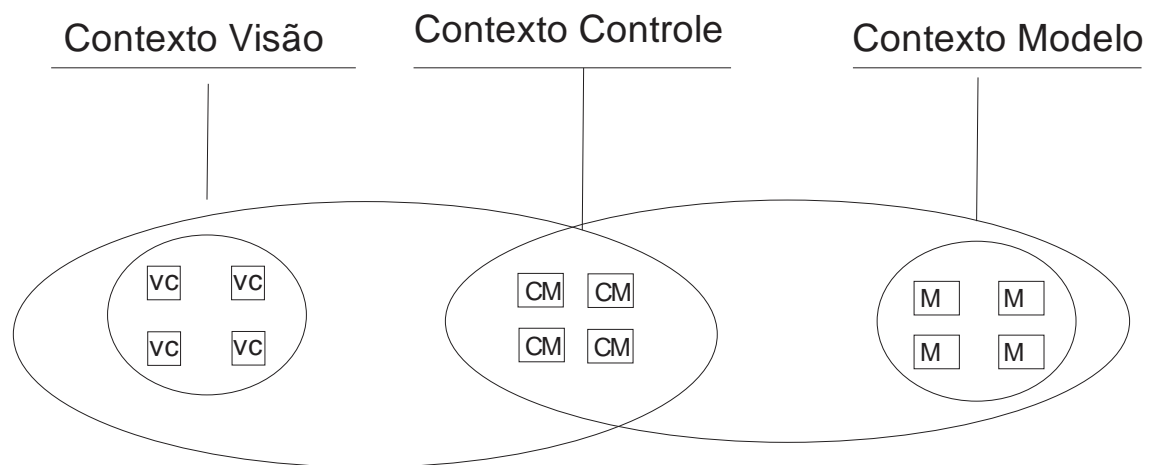 Contexto Visão
Contexto Controle
Contexto Modelo
vc vc
CM CM
M M
vc vc
CM CM
M M